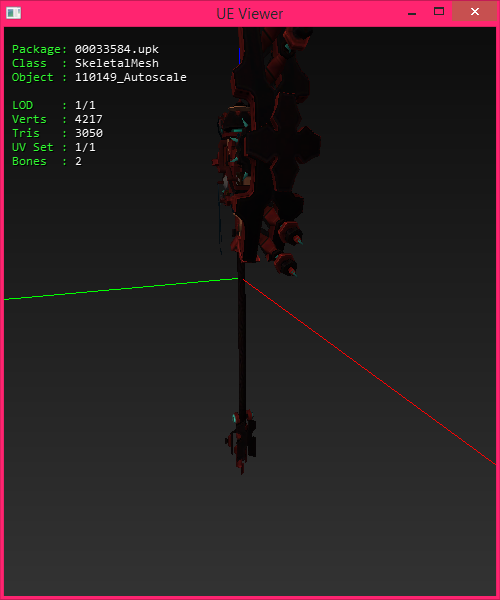 UE Viewer
Package: 00033584.upk
Class  : SkeletalMesh
Object : 110149_Autoscale
LOD    : 1/1
Verts  : 4217
Tris   : 3050
UV Set : 1/1
Bones  : 2